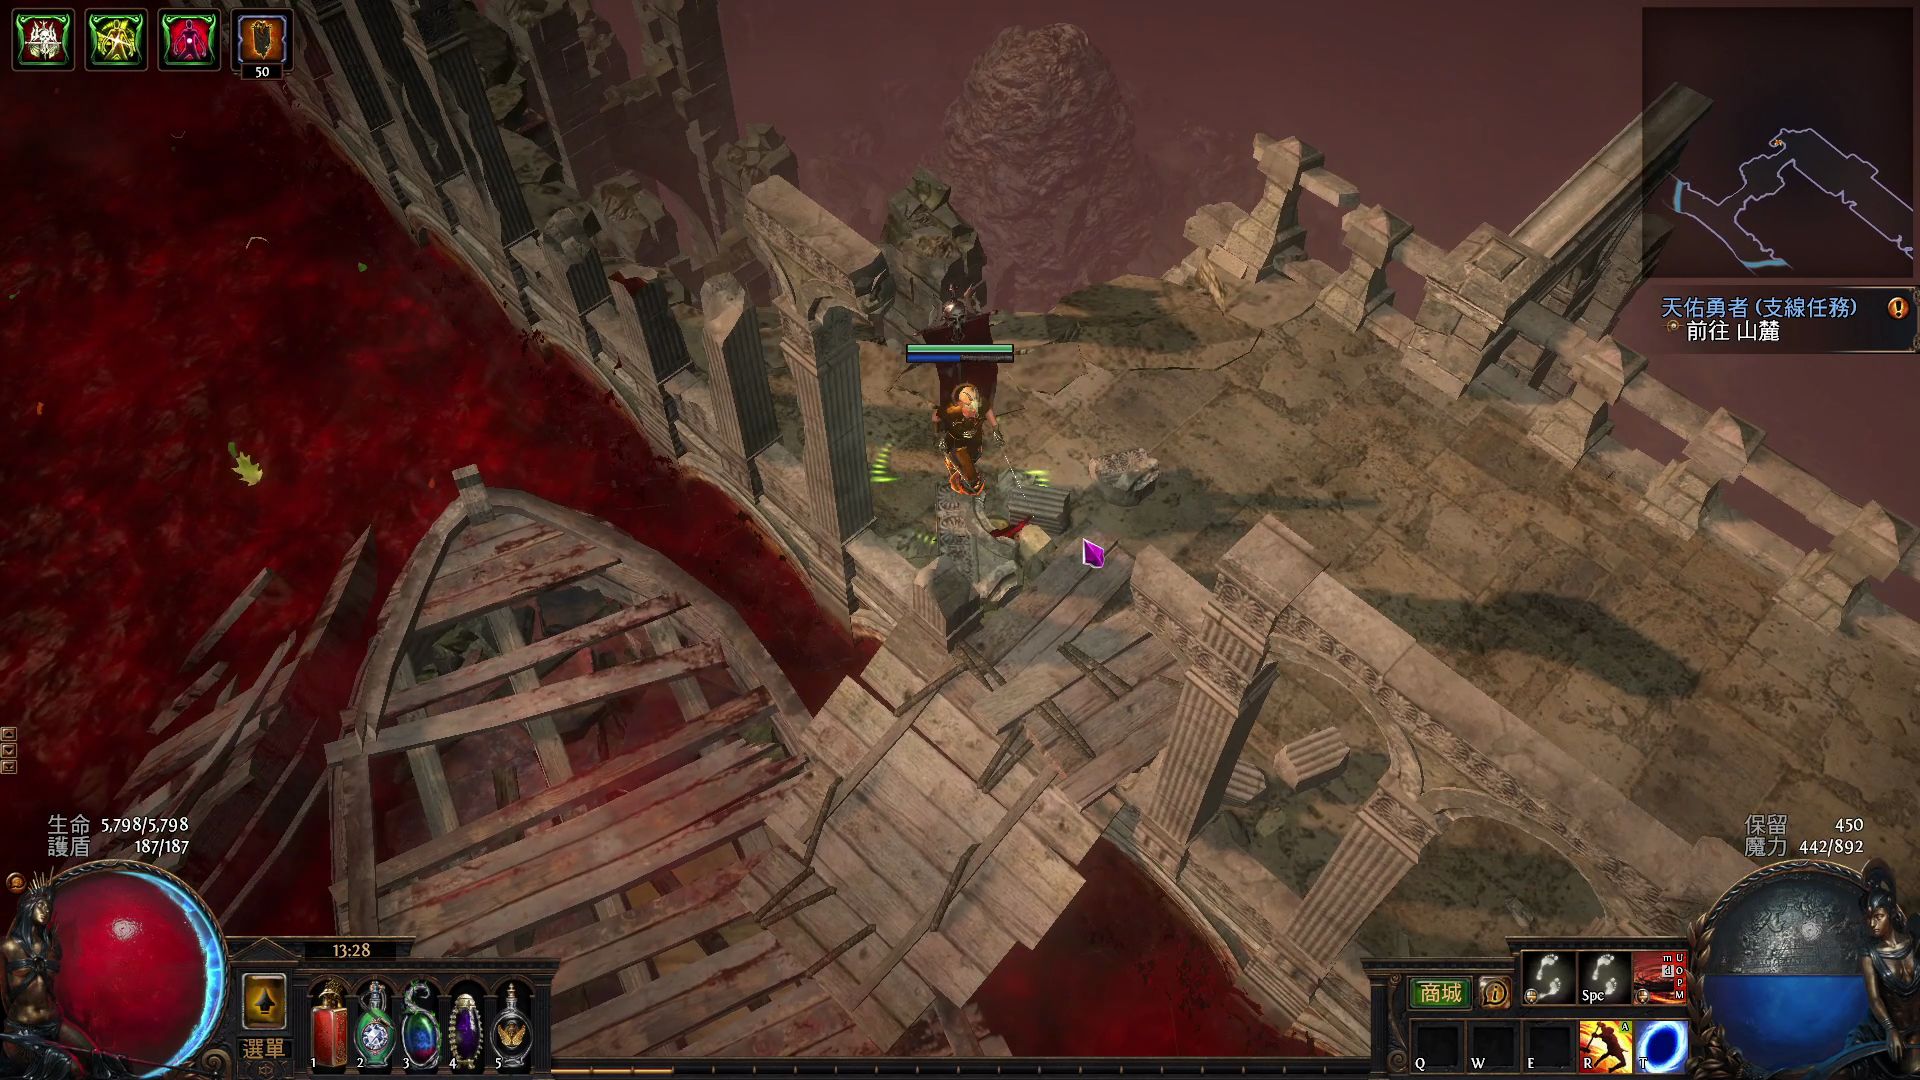 50
天佑勇者 (支線任務)
前往 山麓
生命 5,798/5,798
護盾 187/187
保留 450
魔力 442/892
13:28
選單
1
2
3
4
5
商城
Spc
m U
d O
P
M
Q
W
E
R
A
T